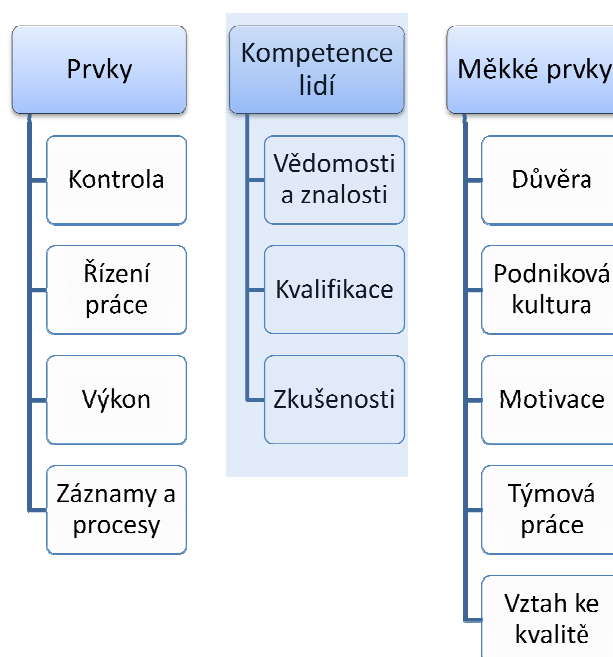 Prvky
Kontrola
Řízení
práce
Výkon
Záznamy a
procesy
Kompetence
lidí
Vědomosti
a znalosti
Kvalifikace
Zkušenosti
Měkké prvky
Důvěra
Podniková
kultura
Motivace
Týmová
práce
Vztah ke
kvalitě